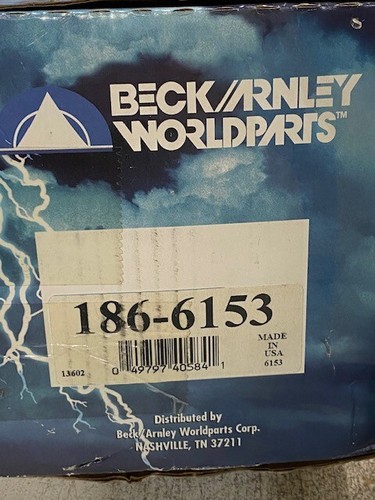 BECK/ARNLEY
WORLDPARTS™
186-6153
MADE
IN
USA
6153
13602
0 49797 40584 1
Distributed by
Beck/Arnley Worldparts Corp.
NASHVILLE, TN 37211